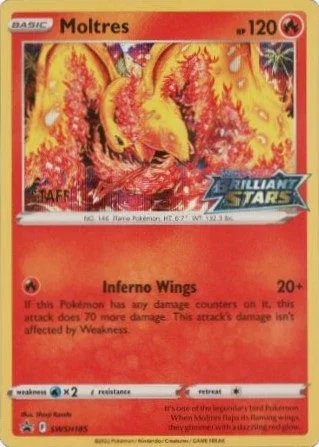 BASIC
Moltres
HP 120
STAFF
BRILLIANT STARS
NO. 146 Flame Pokémon HT: 6'7" WT: 132.3 lbs.
Inferno Wings 20+
If this Pokémon has any damage counters on it, this
attack does 70 more damage. This attack's damage isn't
affected by Weakness.
weakness ×2 resistance retreat
Illus.
SWSH185
It's one of the legendary bird Pokémon.
When Moltres flaps its flaming wings,
they glimmer with a dazzling red glow.
©2022 Pokémon/Nintendo/Creatures/GAME FREAK